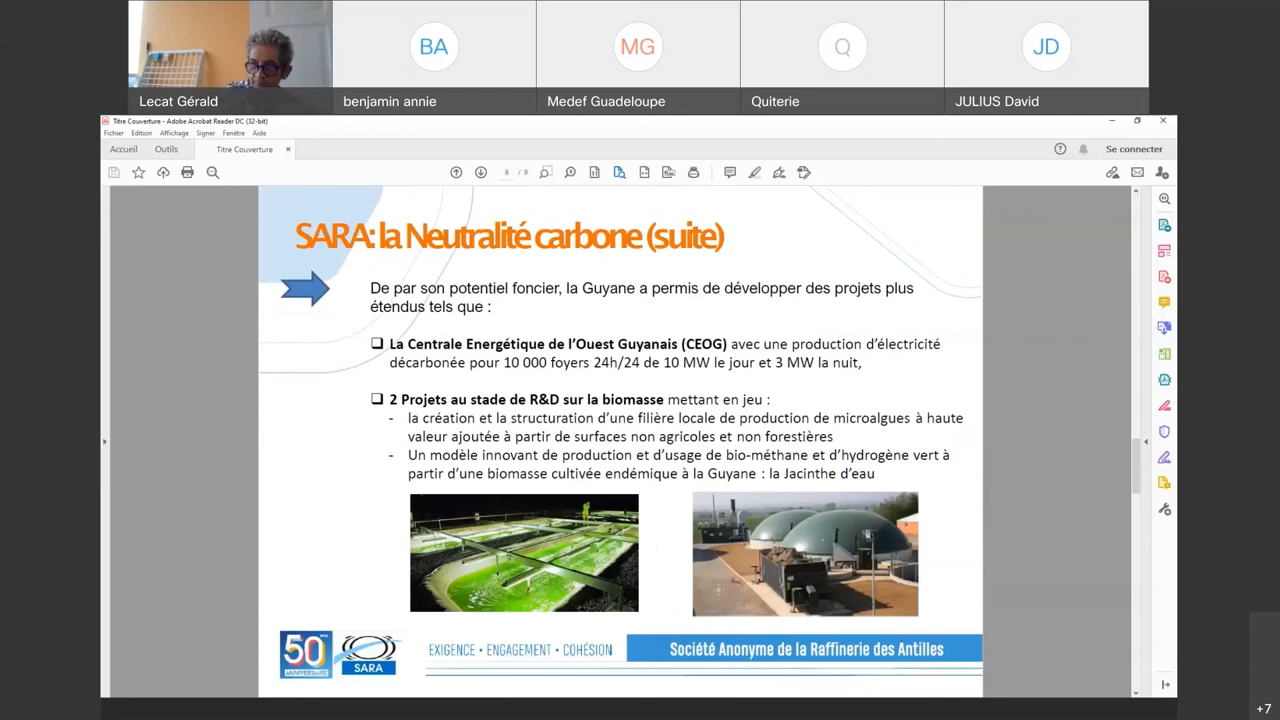 BA
MG
Q
JD
Lecat Gérald
benjamin annie
Medef Guadeloupe
Quiterie
JULIUS David
Titre Couverture - Adobe Acrobat Reader DC (32-bit)
Fichier Edition Affichage Signer Fenêtre Aide
Accueil Outils Titre Couverture × Se connecter
6 / 9
SARA: la Neutralité carbone (suite)
De par son potentiel foncier, la Guyane a permis de développer des projets plus
étendus tels que :
La Centrale Energétique de l’Ouest Guyanais (CEOG) avec une production d’électricité
décarbonée pour 10 000 foyers 24h/24 de 10 MW le jour et 3 MW la nuit,
2 Projets au stade de R&D sur la biomasse mettant en jeu :
- la création et la structuration d’une filière locale de production de microalgues à haute
valeur ajoutée à partir de surfaces non agricoles et non forestières
- Un modèle innovant de production et d’usage de bio-méthane et d’hydrogène vert à
partir d’une biomasse cultivée endémique à la Guyane : la Jacinthe d’eau
50
ANNIVERSAIRE
SARA
EXIGENCE • ENGAGEMENT • COHÉSION
Société Anonyme de la Raffinerie des Antilles
+7